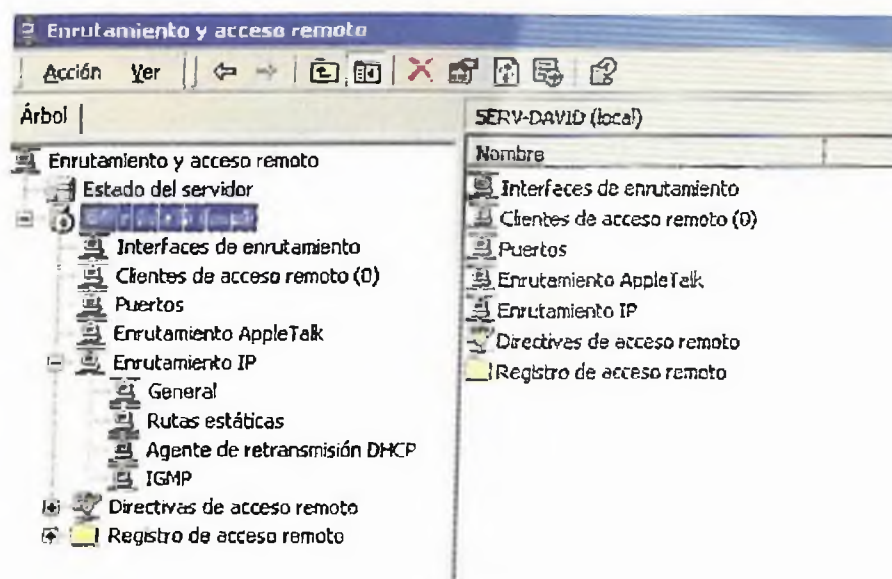 Enrutamiento y acceso remoto
Acción Ver
Árbol
Enrutamiento y acceso remoto
Estado del servidor
Interfaces de enrutamiento
Clientes de acceso remoto (0)
Puertos
Enrutamiento AppleTalk
Enrutamiento IP
General
Rutas estáticas
Agente de retransmisión DHCP
IGMP
Directivas de acceso remoto
Registro de acceso remoto
SERV-DAVID (local)
Nombre
Interfaces de enrutamiento
Clientes de acceso remoto (0)
Puertos
Enrutamiento AppleTalk
Enrutamiento IP
Directivas de acceso remoto
Registro de acceso remoto